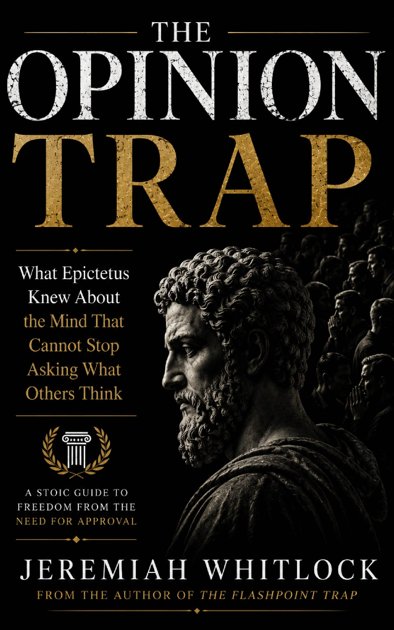 THE
OPINION
TRAP
What Epictetus
Knew About
the Mind That
Cannot Stop
Asking What
Others Think
A STOIC GUIDE TO
FREEDOM FROM THE
NEED FOR APPROVAL
JEREMIAH WHITLOCK
FROM THE AUTHOR OF THE FLASHPOINT TRAP